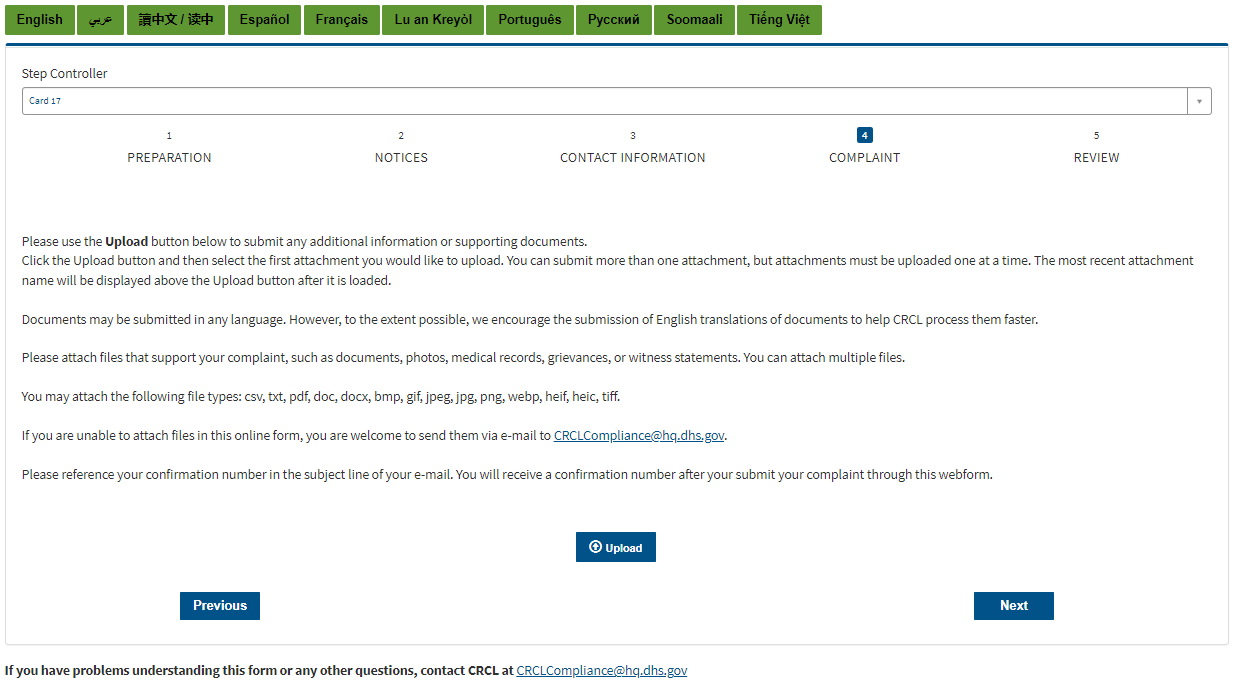 English عربي 讀中文 / 读中 Español Français Lu an Kreyòl Português Русский Soomaali Tiếng Việt
Step Controller
Card 17
1 2 3 4 5
PREPARATION NOTICES CONTACT INFORMATION COMPLAINT REVIEW
Please use the Upload button below to submit any additional information or supporting documents.
Click the Upload button and then select the first attachment you would like to upload. You can submit more than one attachment, but attachments must be uploaded one at a time. The most recent attachment
name will be displayed above the Upload button after it is loaded.
Documents may be submitted in any language. However, to the extent possible, we encourage the submission of English translations of documents to help CRCL process them faster.
Please attach files that support your complaint, such as documents, photos, medical records, grievances, or witness statements. You can attach multiple files.
You may attach the following file types: csv, txt, pdf, doc, docx, bmp, gif, jpeg, jpg, png, webp, heif, heic, tiff.
If you are unable to attach files in this online form, you are welcome to send them via e-mail to CRCLCompliance@hq.dhs.gov.
Please reference your confirmation number in the subject line of your e-mail. You will receive a confirmation number after your submit your complaint through this webform.
Upload
Previous Next
If you have problems understanding this form or any other questions, contact CRCL at CRCLCompliance@hq.dhs.gov